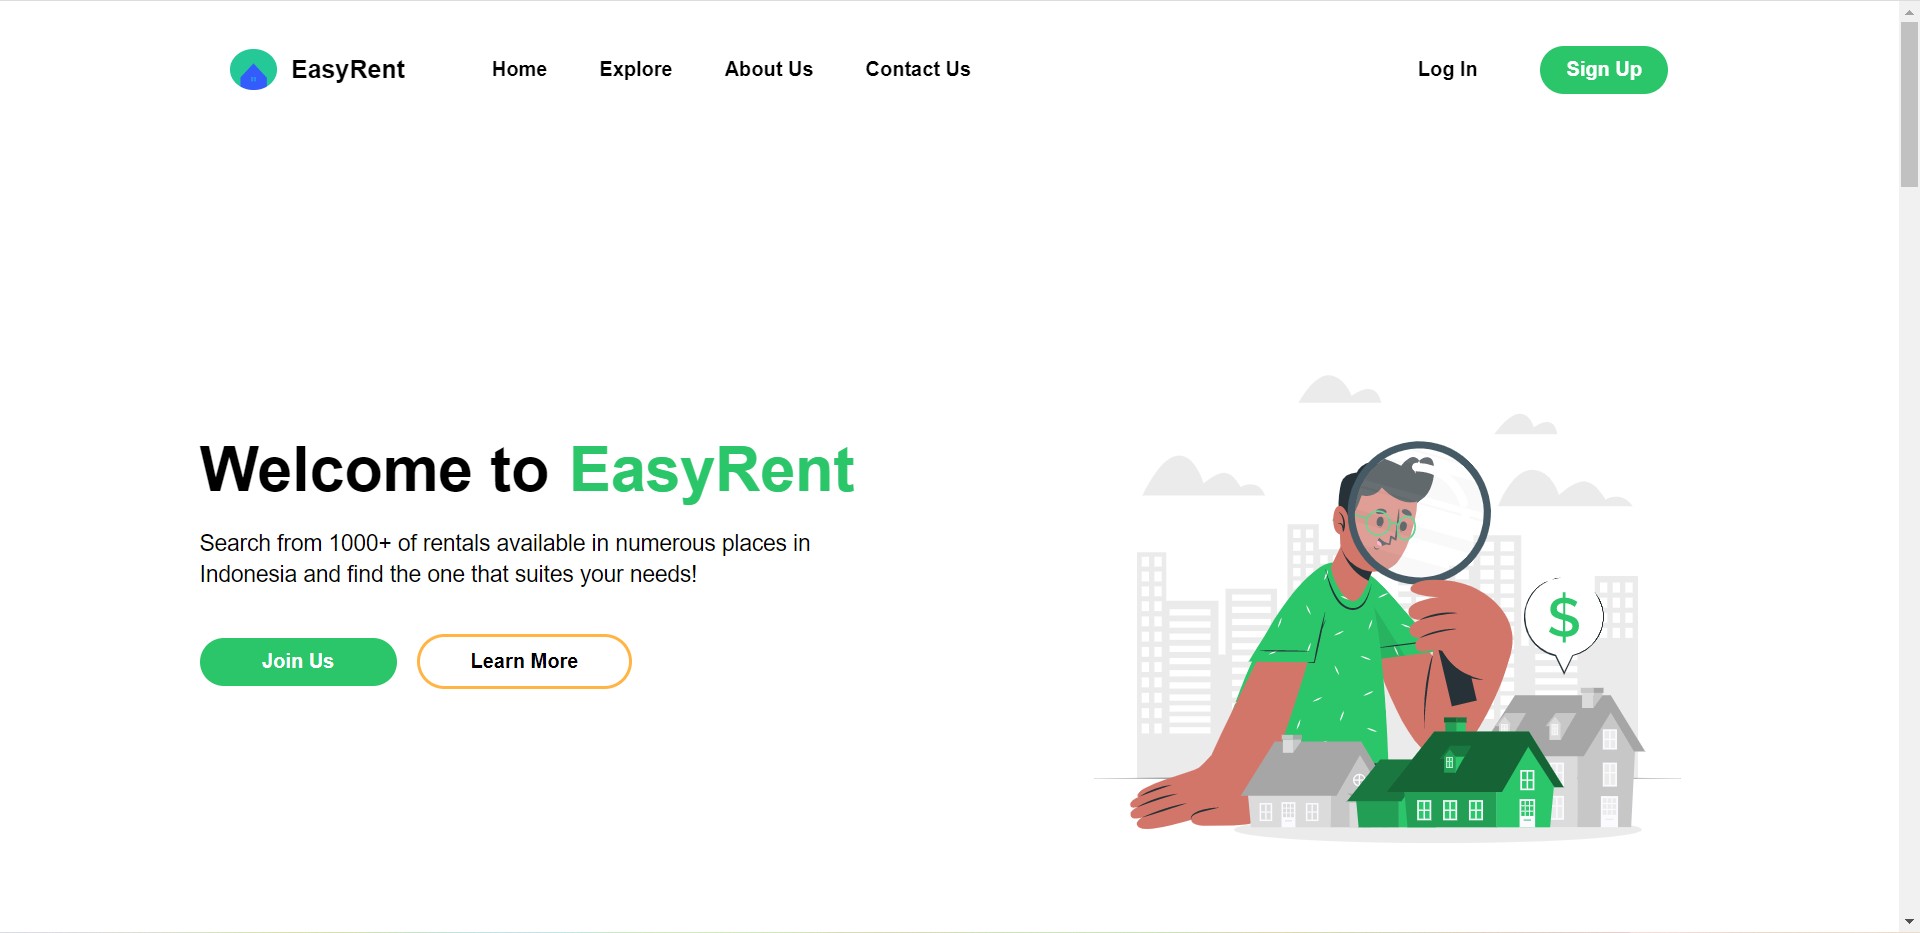 EasyRent
Home
Explore
About Us
Contact Us
Log In
Sign Up
Welcome to EasyRent
Search from 1000+ of rentals available in numerous places in
Indonesia and find the one that suites your needs!
Join Us
Learn More
$